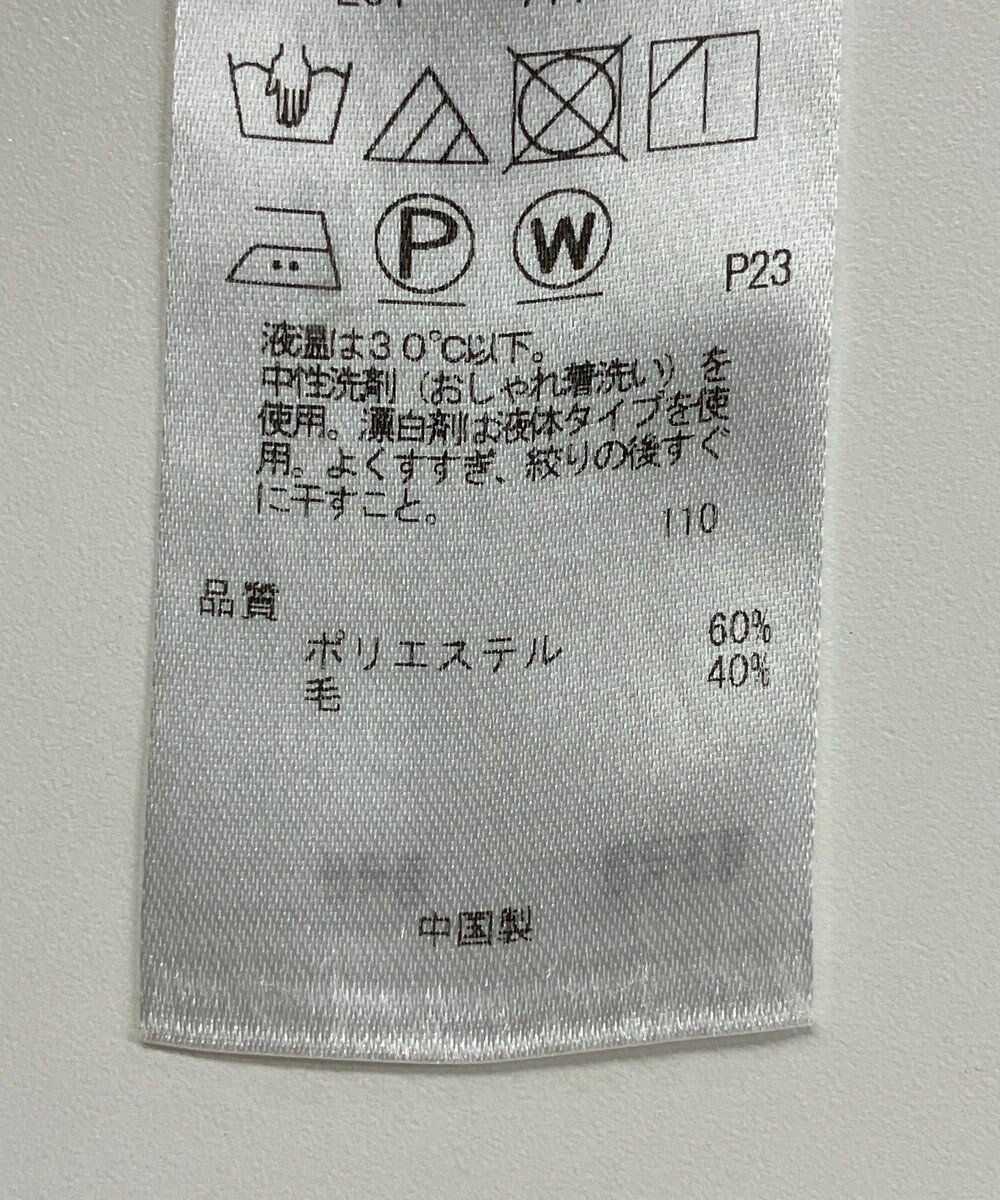 P
W
P23
液温は30℃以下。
中性洗剤（おしゃれ着洗い）を
使用。漂白剤は液体タイプを使
用。よくすすぎ、絞りの後すぐ
に干すこと。
110
品質
ポリエステル 60%
毛 40%
中国製